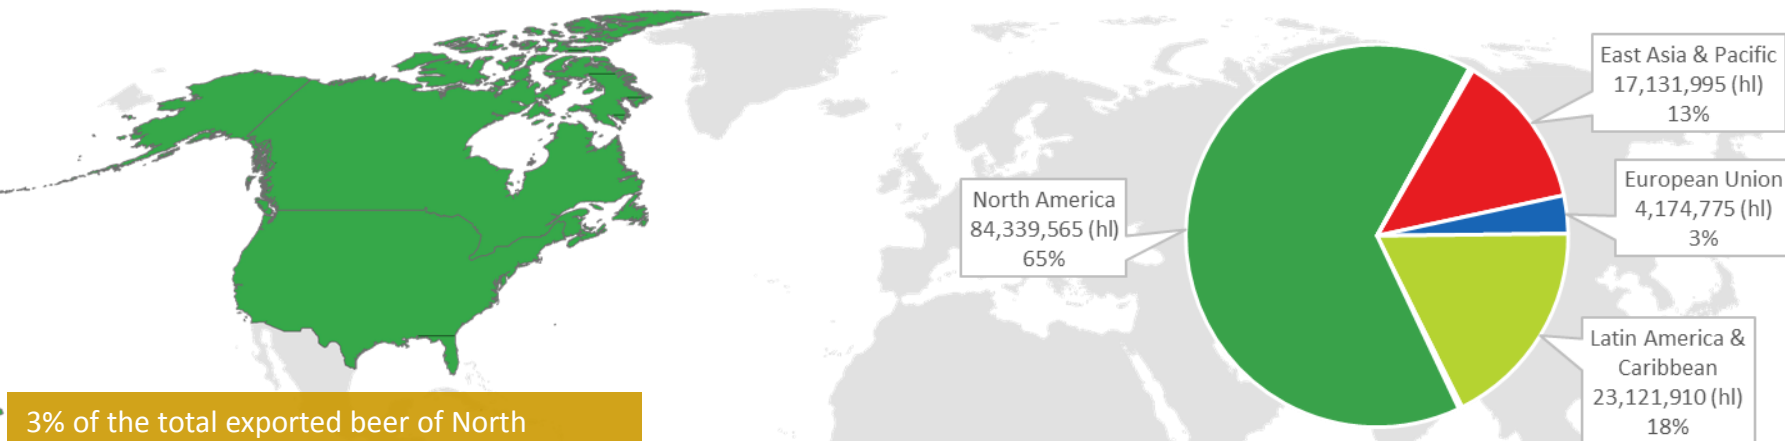 East Asia & Pacific
17,131,995 (hl)
13%
European Union
4,174,775 (hl)
3%
North America
84,339,565 (hl)
65%
Latin America &
Caribbean
23,121,910 (hl)
18%
3% of the total exported beer of North